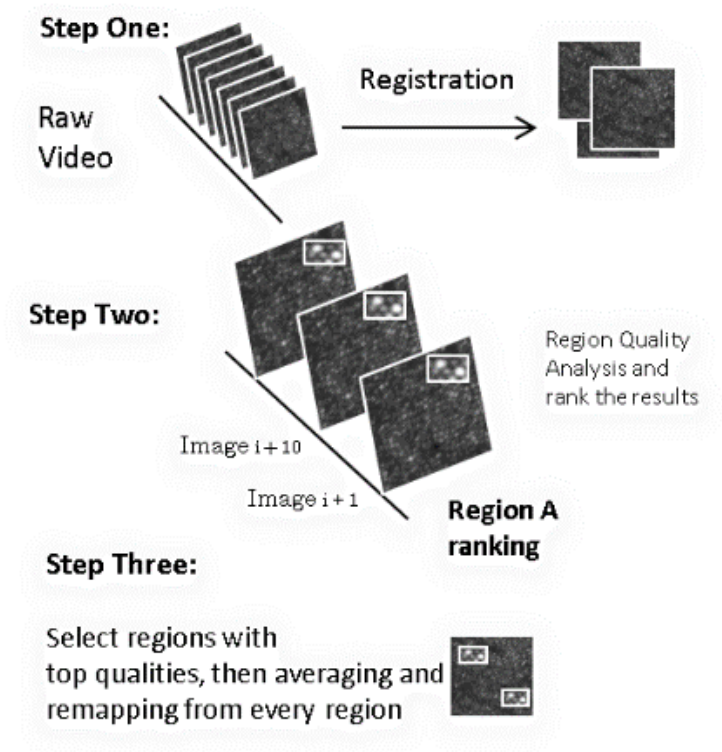 Step One:
Registration
Raw
Video
Step Two:
Region Quality
Analysis and
rank the results
Image i+10
Image i+1
Region A
ranking
Step Three:
Select regions with
top qualities, then averaging and
remapping from every region